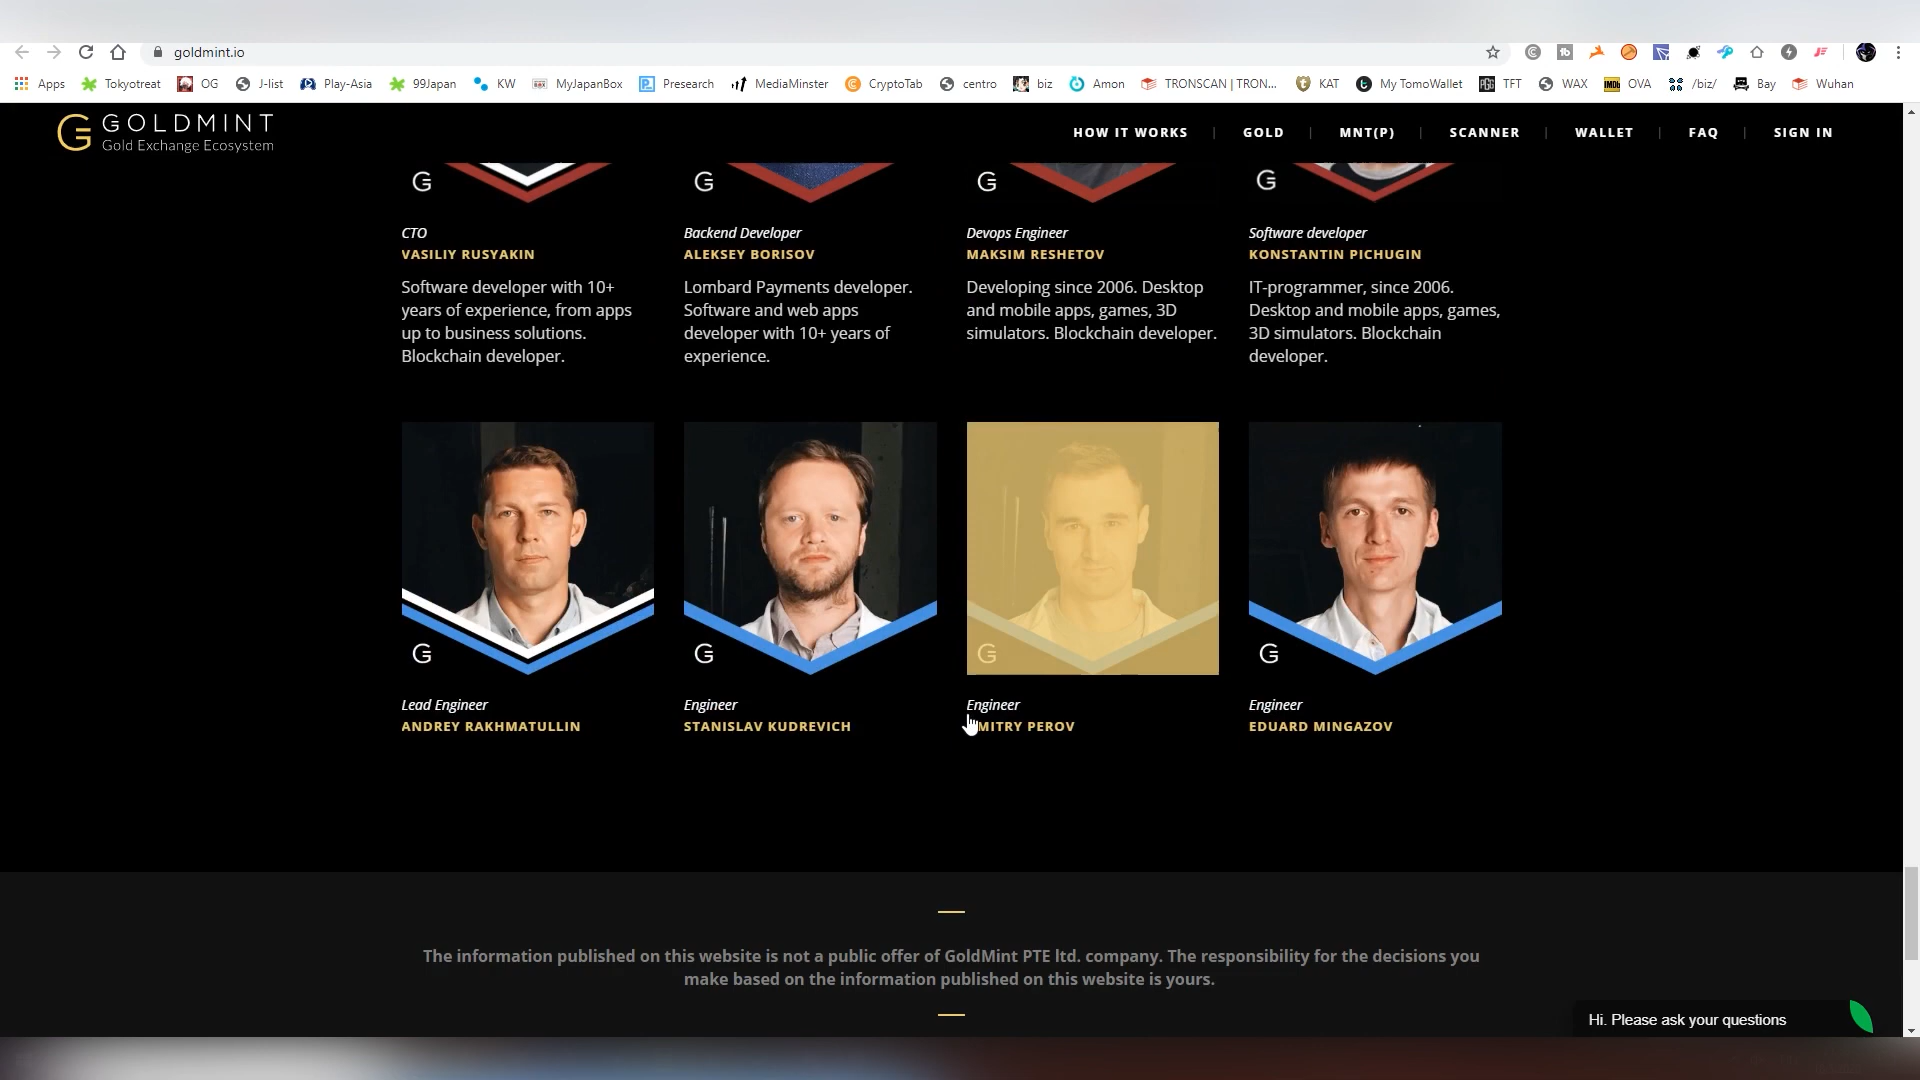 goldmint.io
Apps Tokyotreat OG J-list Play-Asia 99Japan KW MyJapanBox Presearch MediaMinster CryptoTab centro biz Amon TRONSCAN | TRON... KAT My TomoWallet TFT WAX OVA /biz/ Bay Wuhan
GOLDMINT
Gold Exchange Ecosystem
HOW IT WORKS | GOLD | MNT(P) | SCANNER | WALLET | FAQ | SIGN IN
CTO
VASILIY RUSYAKIN
Software developer with 10+
years of experience, from apps
up to business solutions.
Blockchain developer.
Backend Developer
ALEKSEY BORISOV
Lombard Payments developer.
Software and web apps
developer with 10+ years of
experience.
Devops Engineer
MAKSIM RESHETOV
Developing since 2006. Desktop
and mobile apps, games, 3D
simulators. Blockchain developer.
Software developer
KONSTANTIN PICHUGIN
IT-programmer, since 2006.
Desktop and mobile apps, games,
3D simulators. Blockchain
developer.
Lead Engineer
ANDREY RAKHMATULLIN
Engineer
STANISLAV KUDREVICH
Engineer
DMITRY PEROV
Engineer
EDUARD MINGAZOV
The information published on this website is not a public offer of GoldMint PTE ltd. company. The responsibility for the decisions you
make based on the information published on this website is yours.
Hi. Please ask your questions